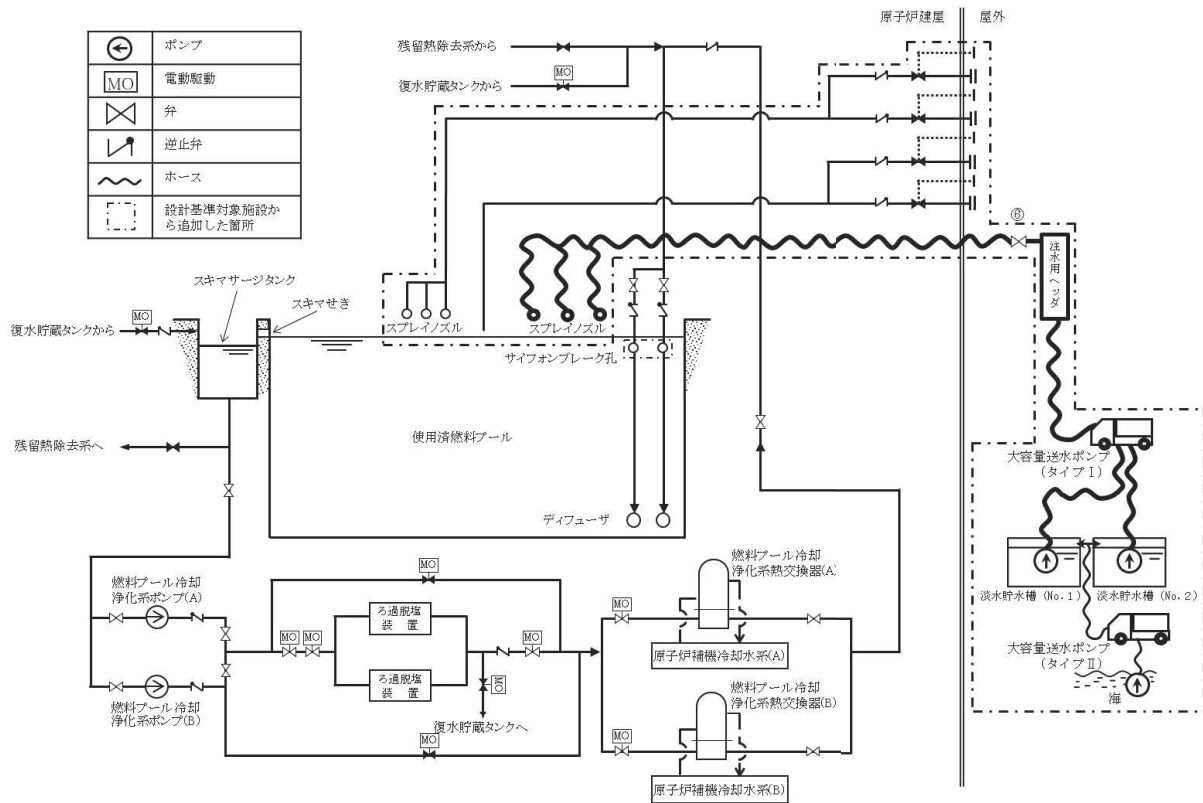 原子炉建屋
屋外
ポンプ
MO
電動駆動
弁
逆止弁
ホース
設計基準対象施設か
ら追加した箇所
残留熱除去系から
MO
復水貯蔵タンクから
⑥
注水用ヘッダ
スキマサージタンク
スキマせき
MO
復水貯蔵タンクから
スプレイノズル
スプレイノズル
サイフォンブレーク孔
使用済燃料プール
残留熱除去系へ
ディフューザ
大容量送水ポンプ
(タイプⅠ)
淡水貯水槽 (No.1)
淡水貯水槽 (No.2)
大容量送水ポンプ
(タイプⅡ)
海
燃料プール冷却
浄化系ポンプ(A)
燃料プール冷却
浄化系ポンプ(B)
MO
MO
MO
ろ過脱塩
装 置
ろ過脱塩
装 置
MO
MO
復水貯蔵タンクへ
MO
燃料プール冷却
浄化系熱交換器(A)
MO
原子炉補機冷却水系(A)
燃料プール冷却
浄化系熱交換器(B)
MO
原子炉補機冷却水系(B)